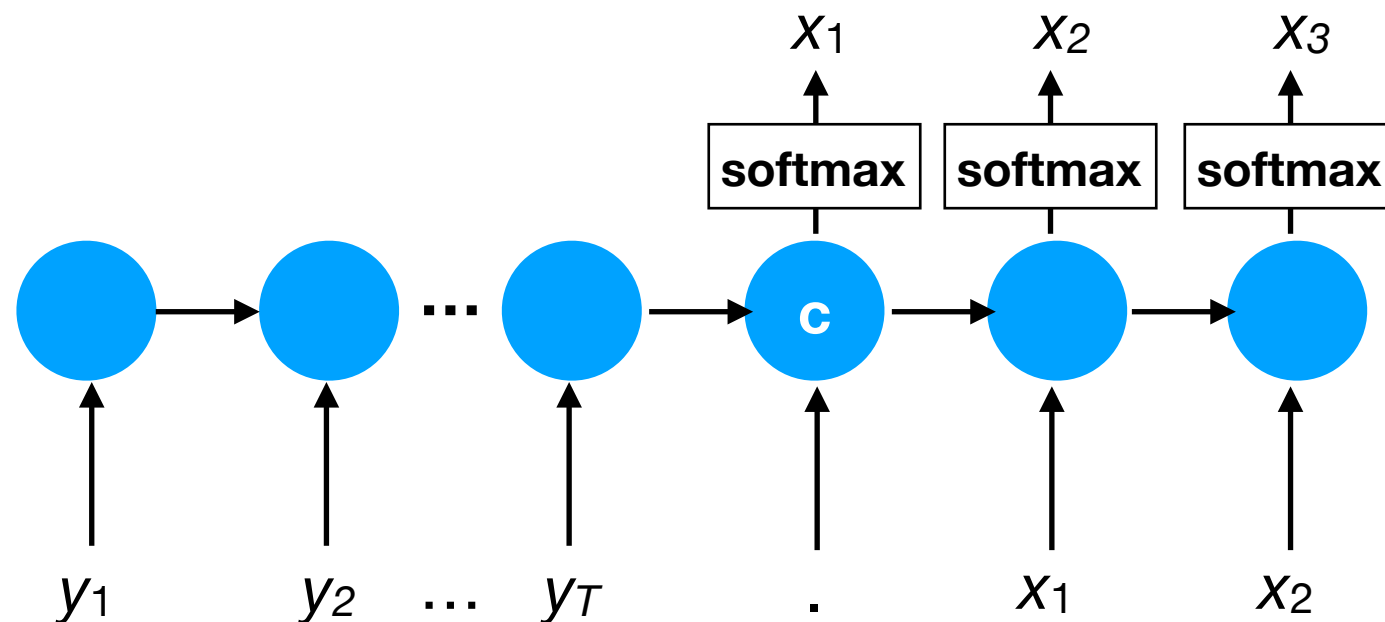 x1 x2 x3
softmax softmax softmax
... c
y1 y2 ... yT . x1 x2